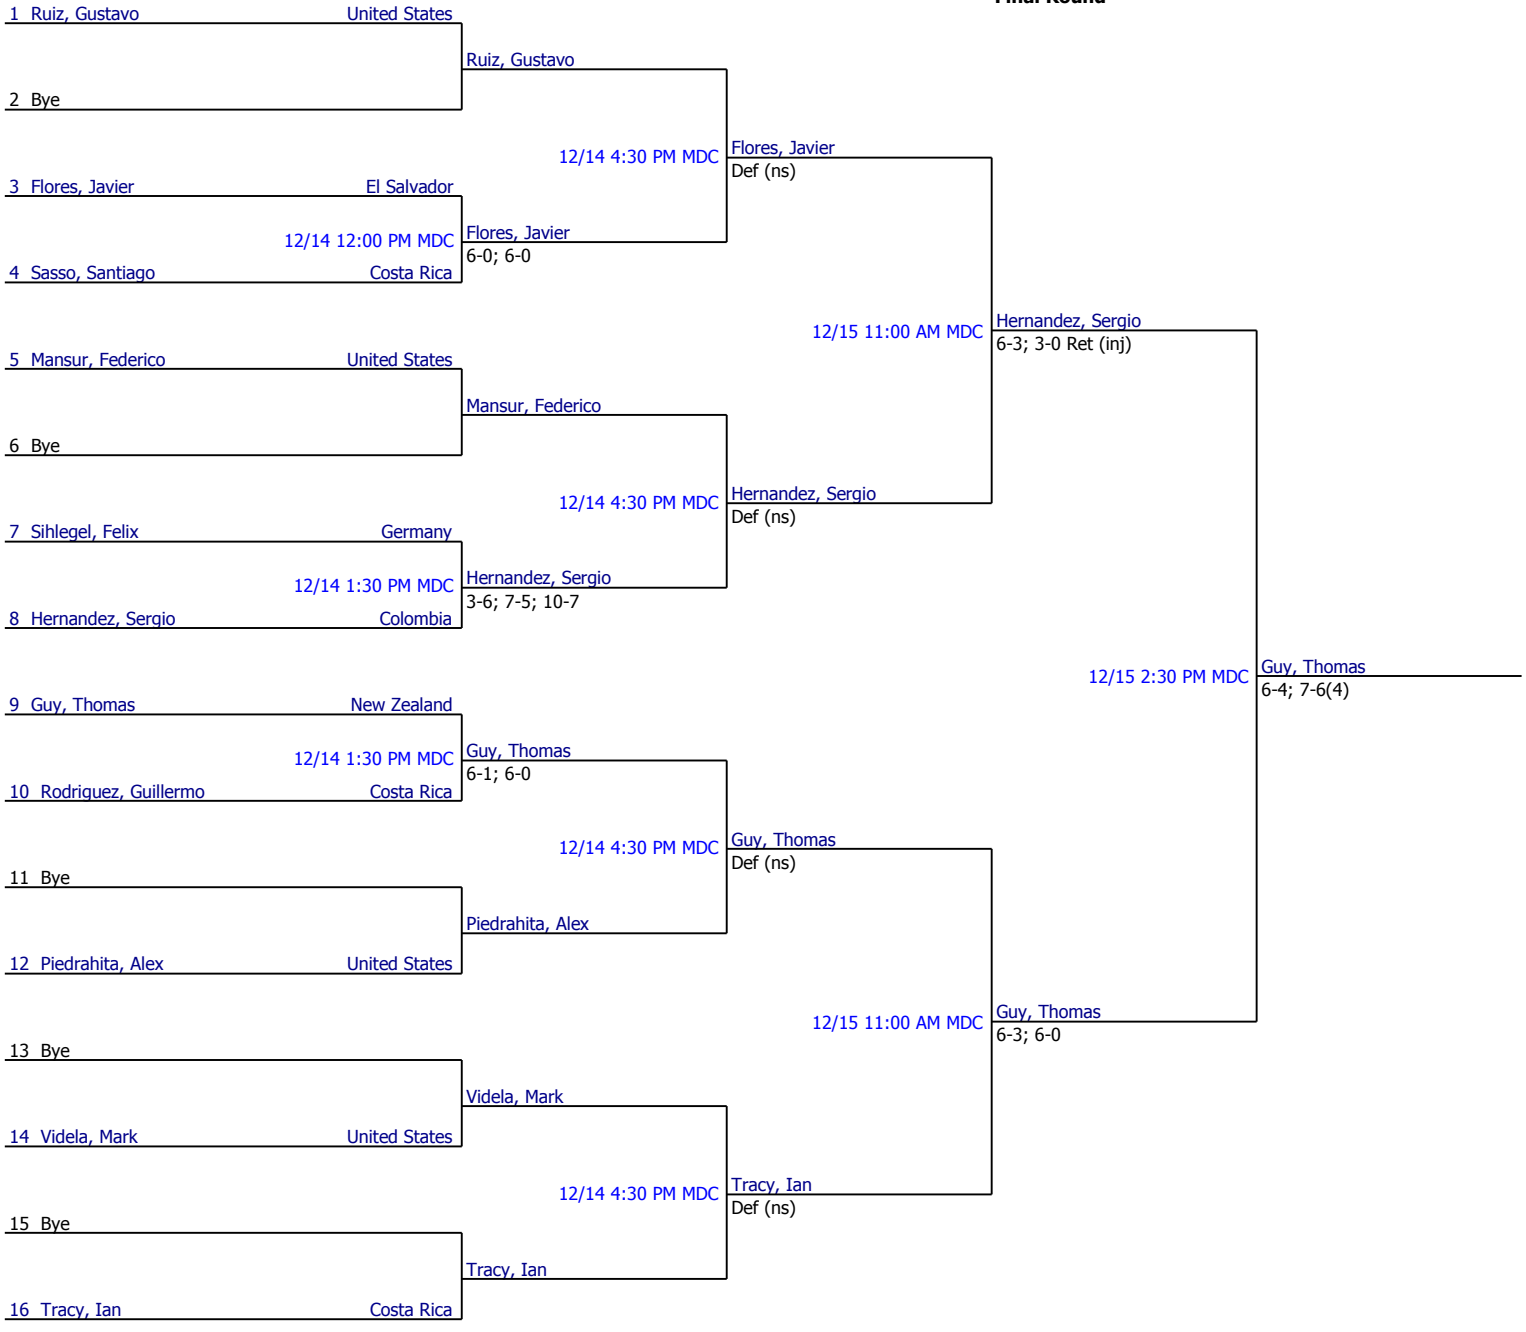 Final Round
1 Ruiz, Gustavo United States
Ruiz, Gustavo
2 Bye
12/14 4:30 PM MDC Flores, Javier
Def (ns)
3 Flores, Javier El Salvador
12/14 12:00 PM MDC Flores, Javier
6-0; 6-0
4 Sasso, Santiago Costa Rica
12/15 11:00 AM MDC Hernandez, Sergio
6-3; 3-0 Ret (inj)
5 Mansur, Federico United States
Mansur, Federico
6 Bye
12/14 4:30 PM MDC Hernandez, Sergio
Def (ns)
7 Sihlegel, Felix Germany
12/14 1:30 PM MDC Hernandez, Sergio
3-6; 7-5; 10-7
8 Hernandez, Sergio Colombia
12/15 2:30 PM MDC Guy, Thomas
6-4; 7-6(4)
9 Guy, Thomas New Zealand
12/14 1:30 PM MDC Guy, Thomas
6-1; 6-0
10 Rodriguez, Guillermo Costa Rica
12/14 4:30 PM MDC Guy, Thomas
Def (ns)
11 Bye
Piedrahita, Alex
12 Piedrahita, Alex United States
12/15 11:00 AM MDC Guy, Thomas
6-3; 6-0
13 Bye
Videla, Mark
14 Videla, Mark United States
12/14 4:30 PM MDC Tracy, Ian
Def (ns)
15 Bye
Tracy, Ian
16 Tracy, Ian Costa Rica